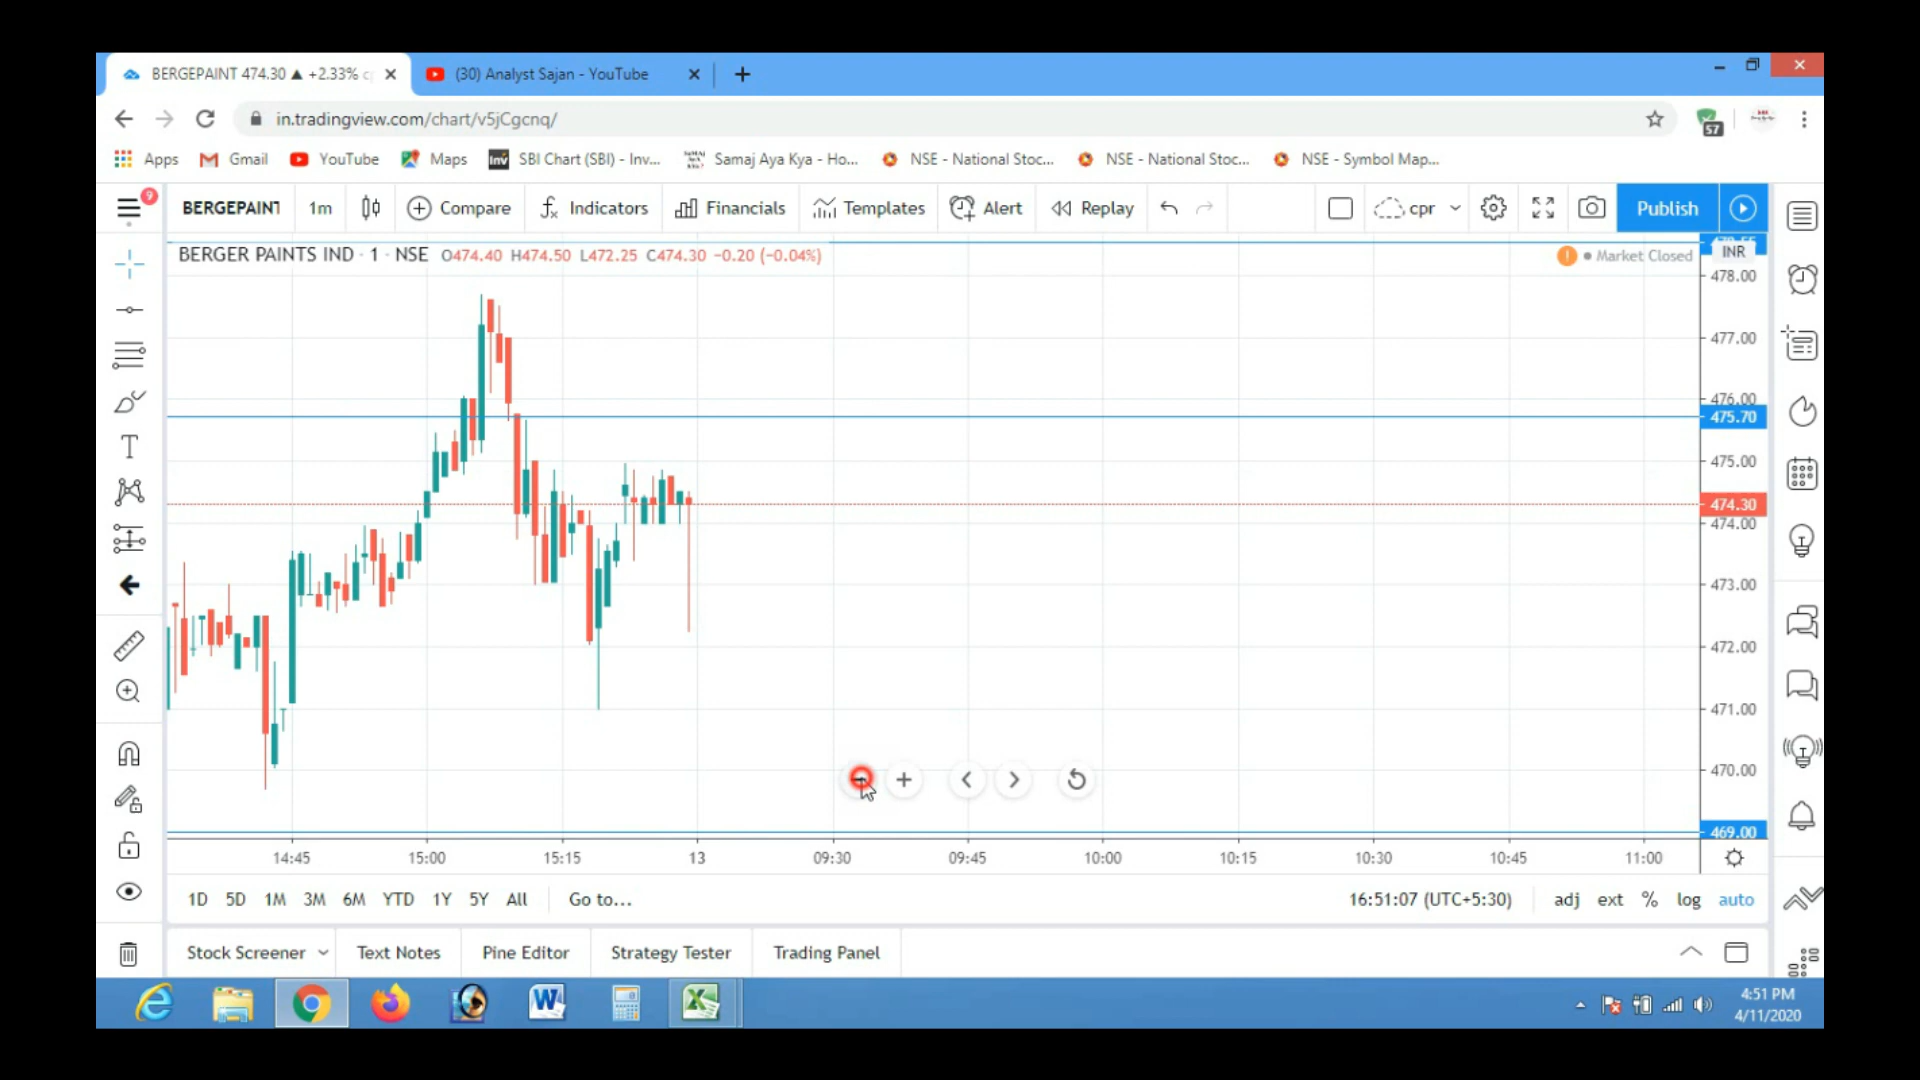 BERGEPAINT 474.30 ▲ +2.33% c
(30) Analyst Sajan - YouTube
in.tradingview.com/chart/v5jCgcnq/
57
Apps
Gmail
YouTube
Maps
Inv
SBI Chart (SBI) - Inv...
Samaj Aya Kya - Ho...
NSE - National Stoc...
NSE - National Stoc...
NSE - Symbol Map...
9
BERGEPAINT
1m
Compare
Indicators
Financials
Templates
Alert
Replay
cpr
Publish
BERGER PAINTS IND · 1 · NSE O474.40 H474.50 L472.25 C474.30 −0.20 (−0.04%)
Market Closed
INR
478.00
477.00
476.00
475.70
475.00
474.30
474.00
473.00
472.00
471.00
470.00
469.00
14:45 15:00 15:15 13 09:30 09:45 10:00 10:15 10:30 10:45 11:00
1D 5D 1M 3M 6M YTD 1Y 5Y All Go to... 16:51:07 (UTC+5:30) adj ext % log auto
Stock Screener Text Notes Pine Editor Strategy Tester Trading Panel
4:51 PM
4/11/2020